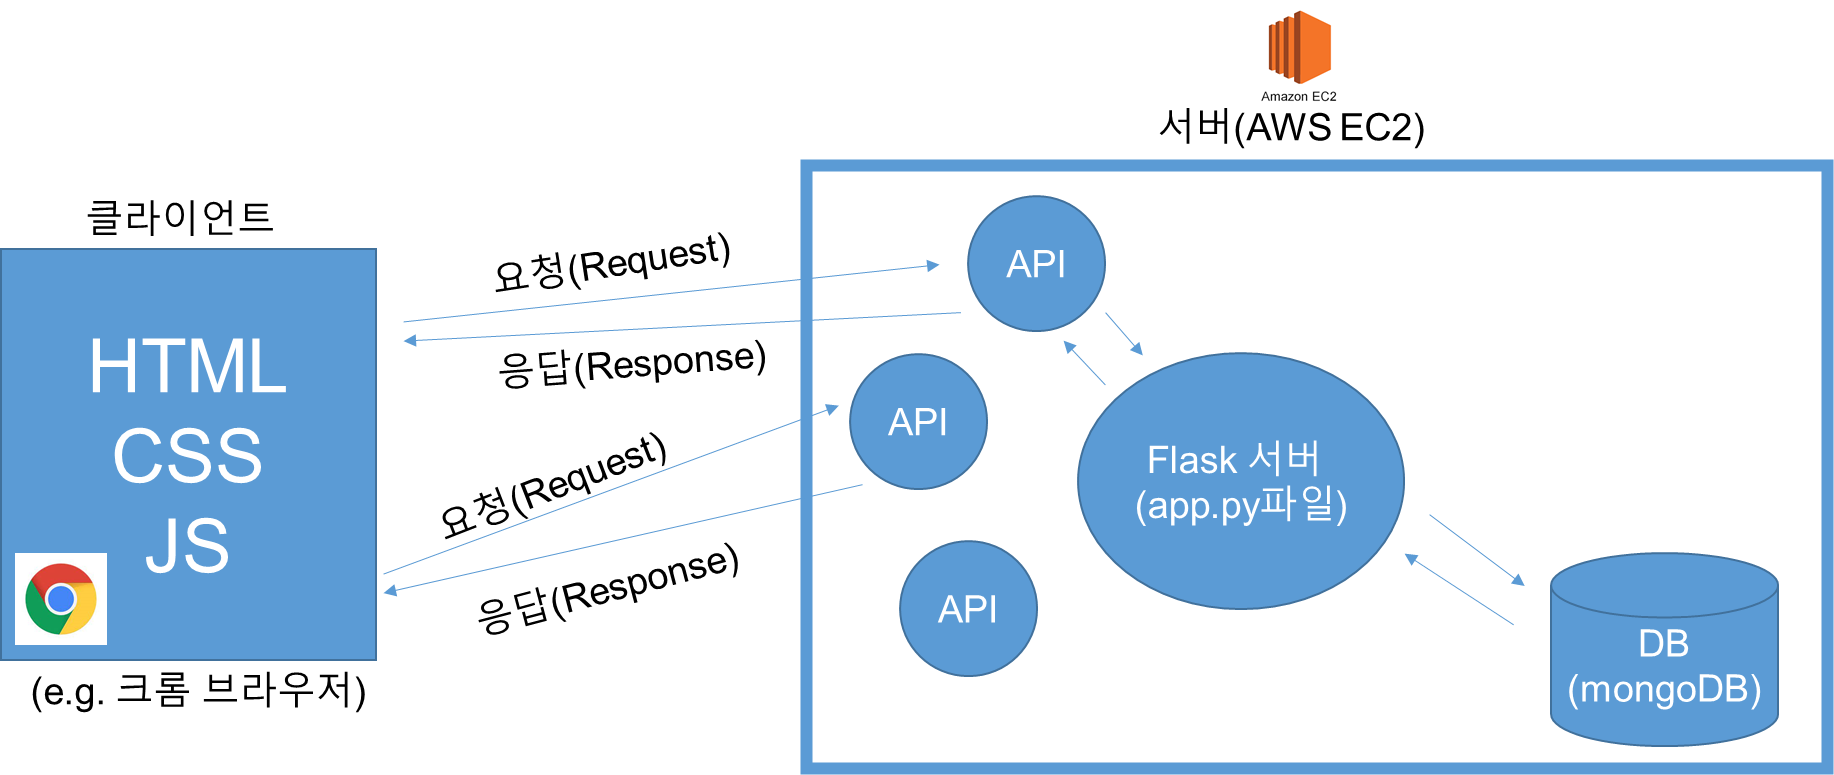 Amazon EC2
서버(AWS EC2)
클라이언트
HTML
CSS
JS
(e.g. 크롬 브라우저)
요청(Request)
응답(Response)
요청(Request)
응답(Response)
API
API
API
Flask 서버
(app.py파일)
DB
(mongoDB)